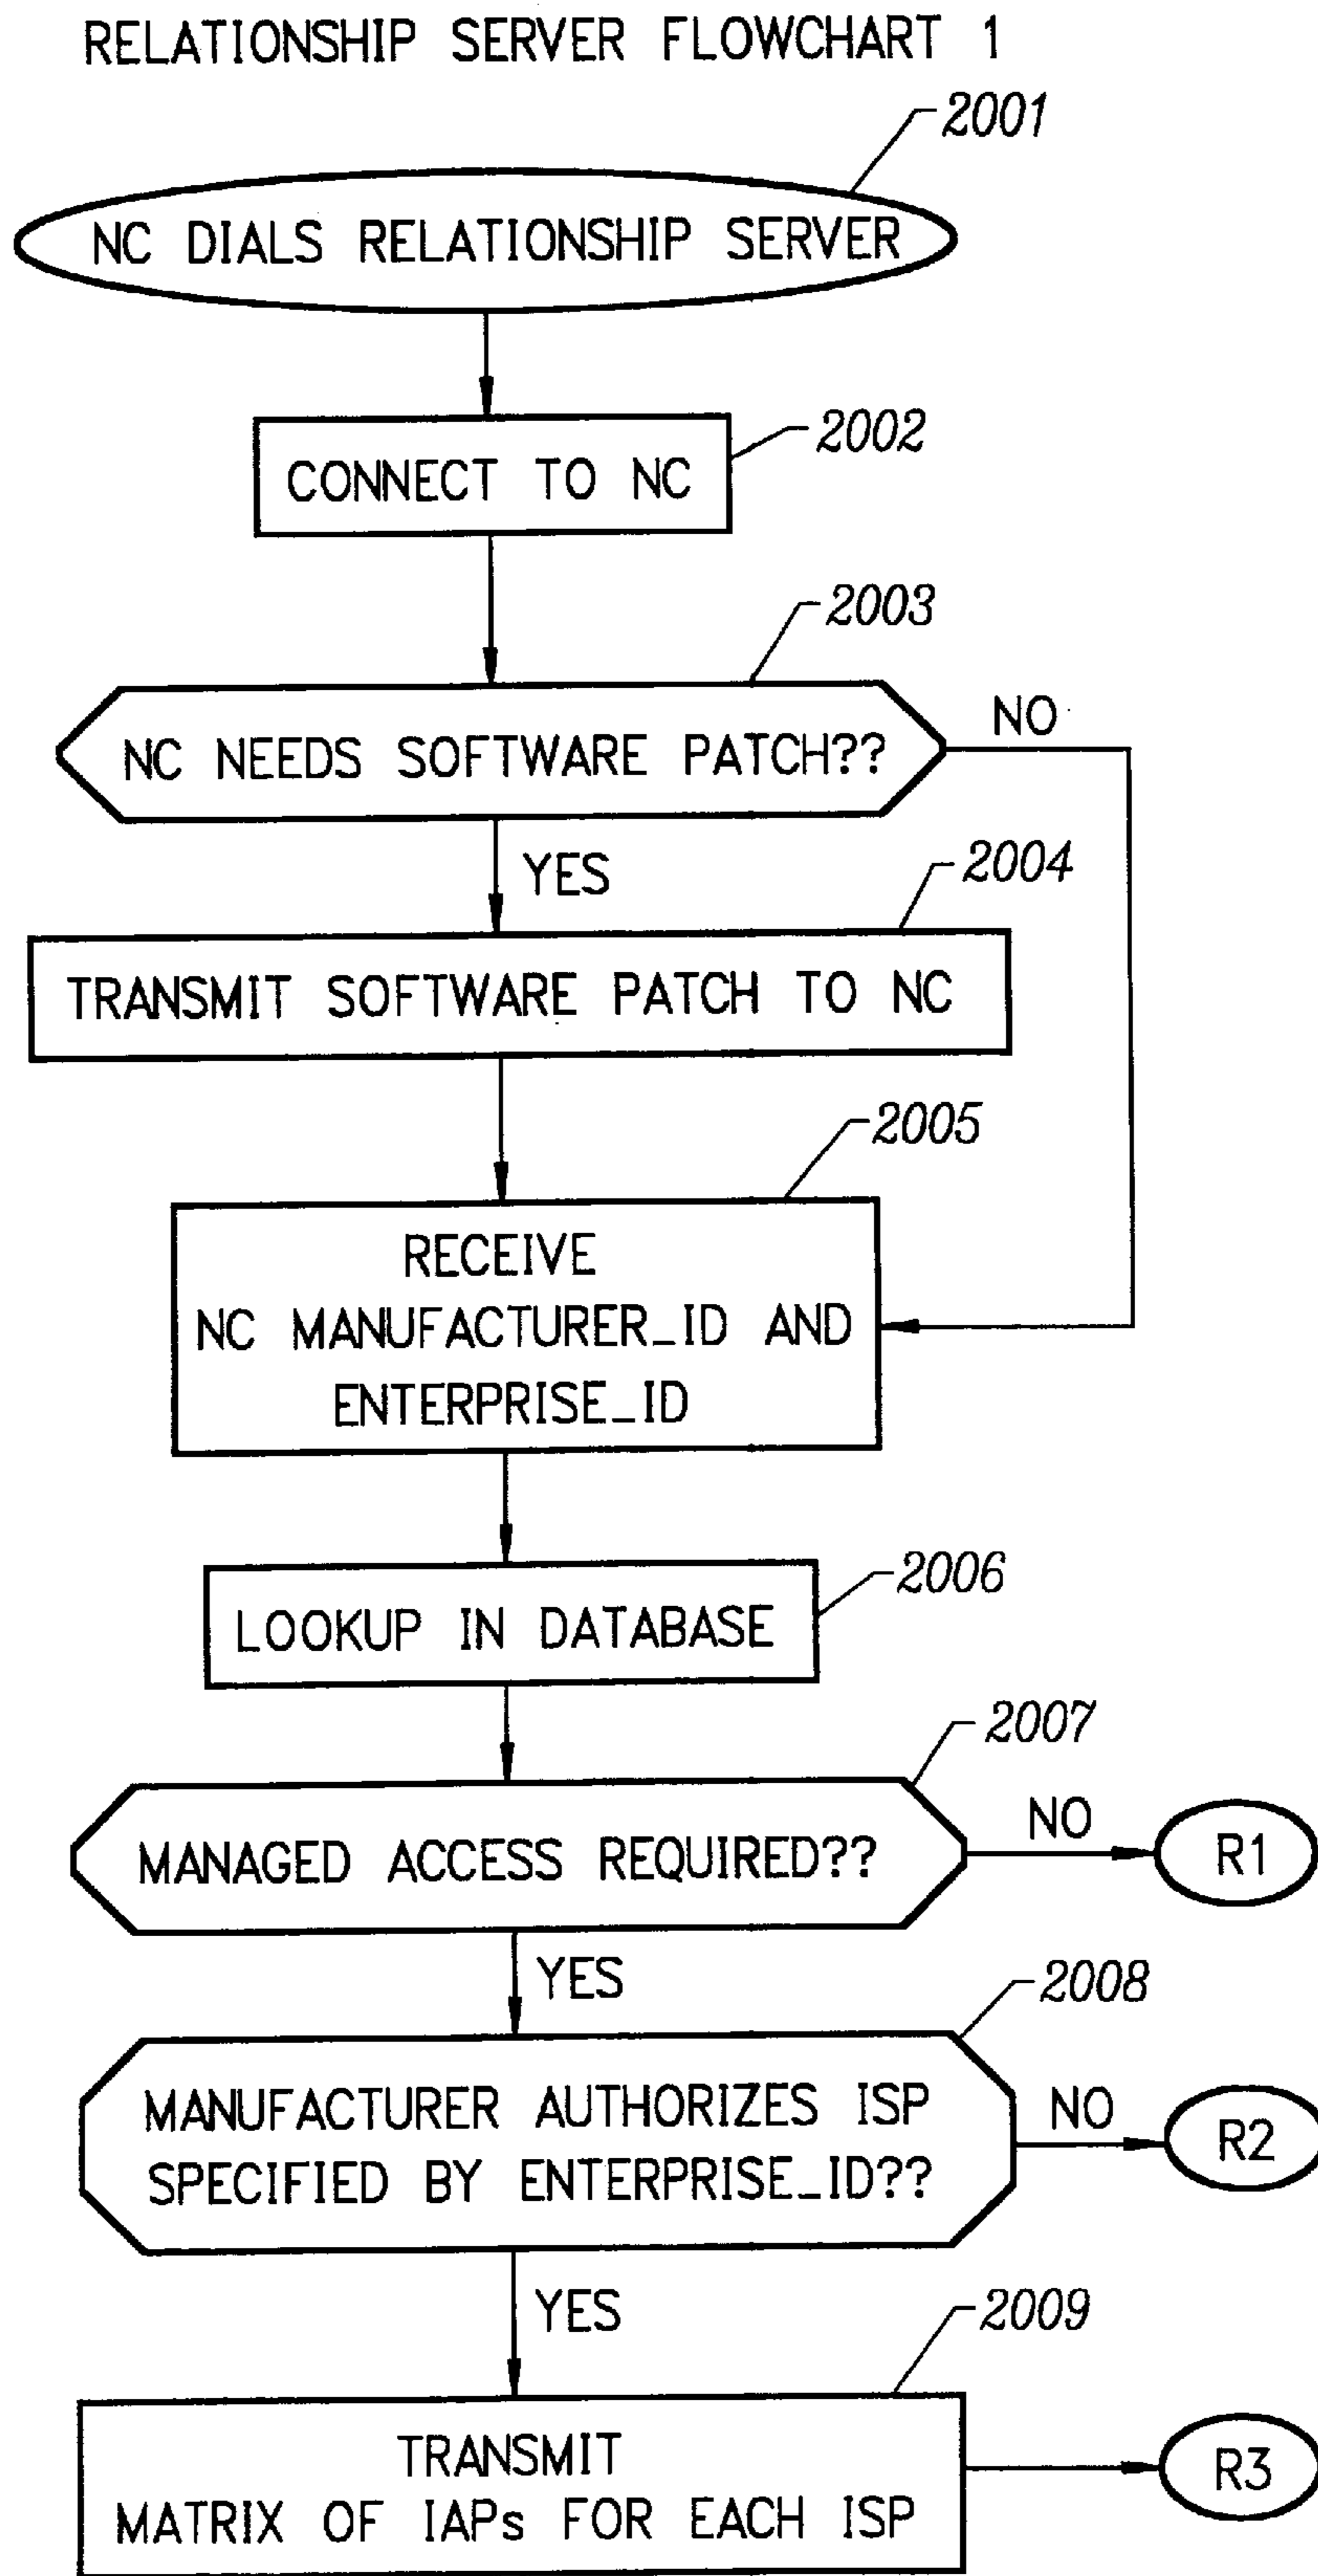 RELATIONSHIP SERVER FLOWCHART 1
2001
NC DIALS RELATIONSHIP SERVER
2002
CONNECT TO NC
2003
NC NEEDS SOFTWARE PATCH??
NO
YES
2004
TRANSMIT SOFTWARE PATCH TO NC
2005
RECEIVE
NC MANUFACTURER_ID AND
ENTERPRISE_ID
2006
LOOKUP IN DATABASE
2007
MANAGED ACCESS REQUIRED??
NO
R1
YES
2008
MANUFACTURER AUTHORIZES ISP
SPECIFIED BY ENTERPRISE_ID??
NO
R2
YES
2009
TRANSMIT
MATRIX OF IAPs FOR EACH ISP
R3